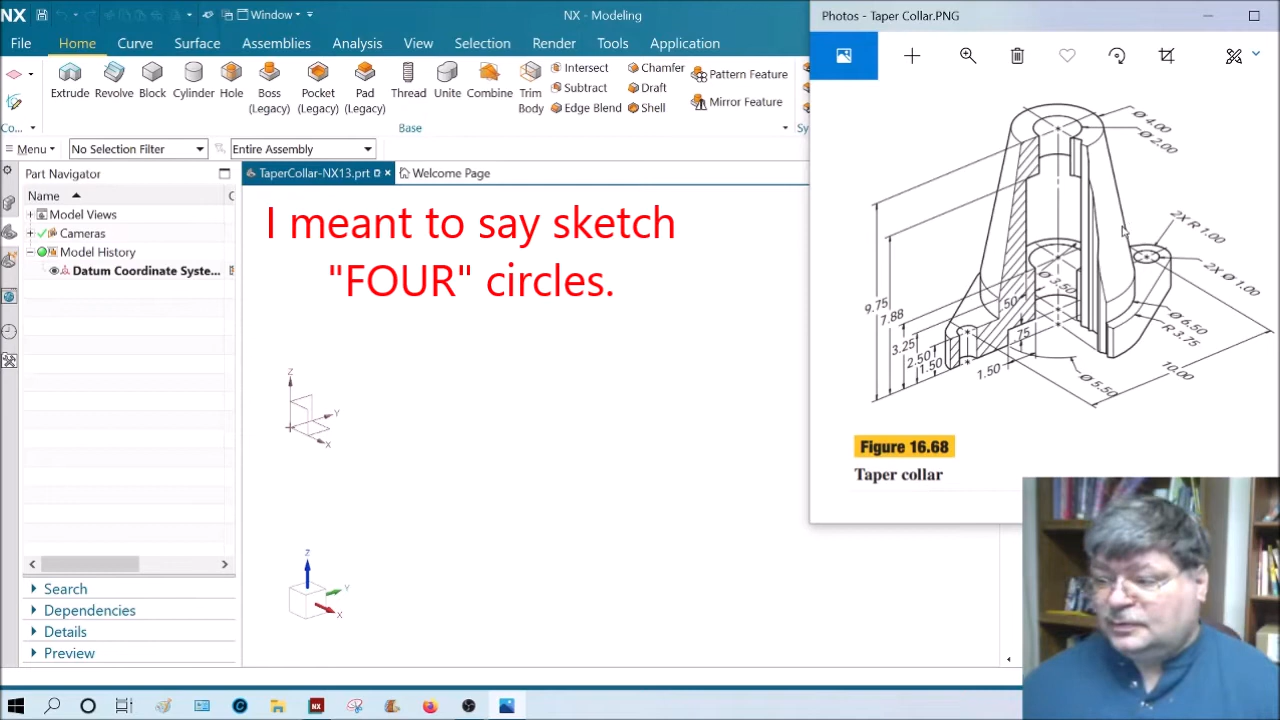 NX
Window
NX - Modeling
File Home Curve Surface Assemblies Analysis View Selection Render Tools Application
Extrude Revolve Block Cylinder Hole Boss (Legacy) Pocket (Legacy) Pad (Legacy) Thread Unite Combine Trim Body
Intersect Chamfer Pattern Feature
Subtract Draft
Edge Blend Shell Mirror Feature
Co... Base Sy
Menu No Selection Filter Entire Assembly
Part Navigator
Name C
Model Views
Cameras
Model History
Datum Coordinate Syste...
Search
Dependencies
Details
Preview
TaperCollar-NX13.prt Welcome Page
I meant to say sketch
"FOUR" circles.
Z
Y
X
Z
Y
X
Photos - Taper Collar.PNG
Ø 4.00
Ø 2.00
2X R 1.00
2X Ø 1.00
Ø 3.50
.50
9.75
7.88
3.25
2.50
1.50
.75
1.50
Ø 6.50
R 3.75
10.00
Ø 5.50
Figure 16.68
Taper collar
NX